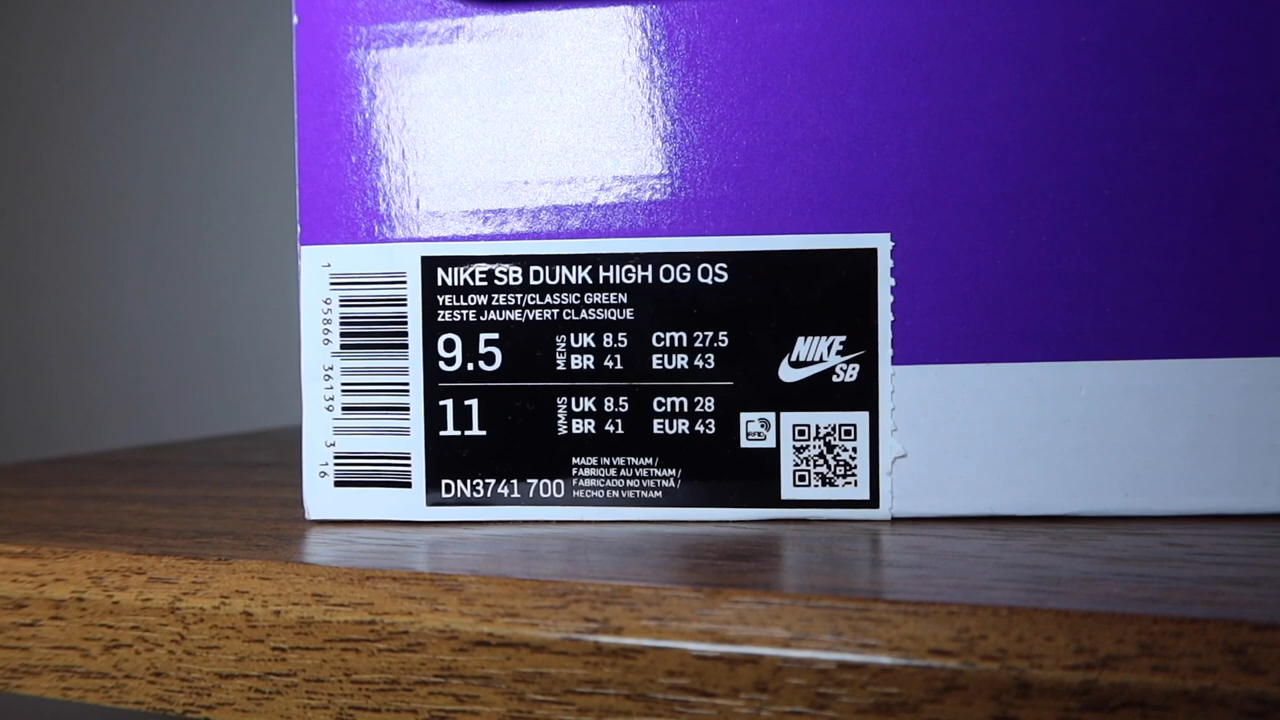 NIKE SB DUNK HIGH OG QS
YELLOW ZEST/CLASSIC GREEN
ZESTE JAUNE/VERT CLASSIQUE
9.5 MENS UK 8.5 cm 27.5
BR 41 EUR 43
NIKE
SB
11 WMNS UK 8.5 cm 28
BR 41 EUR 43
RFID
DN3741 700
MADE IN VIETNAM /
FABRIQUE AU VIETNAM /
FABRICADO NO VIETNÃ /
HECHO EN VIETNAM
1 95866 36139 3 16